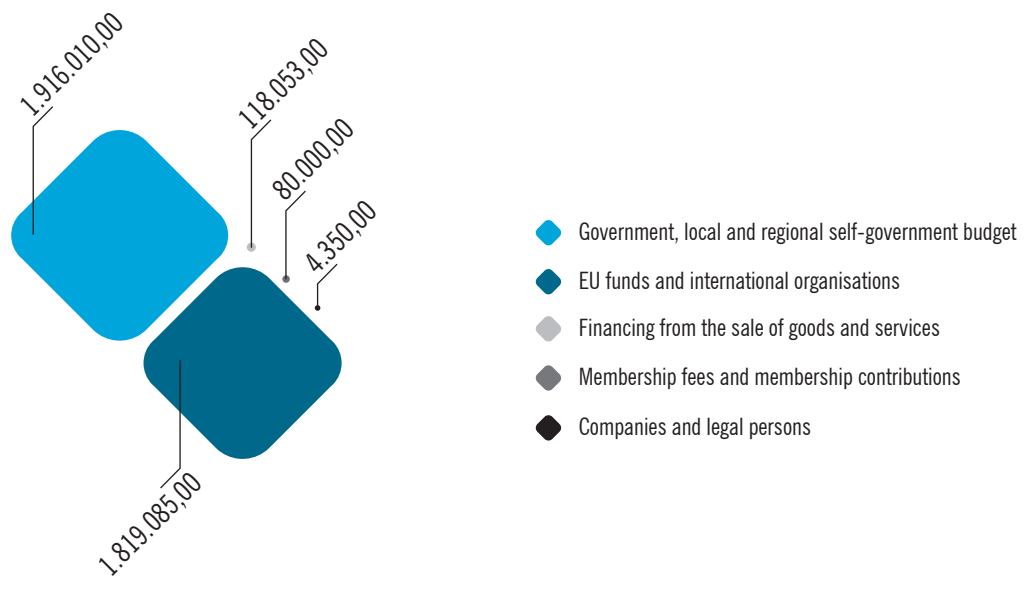 1.916.010,00
118.053,00
80.000,00
4.350,00
1.819.085,00
Government, local and regional self-government budget
EU funds and international organisations
Financing from the sale of goods and services
Membership fees and membership contributions
Companies and legal persons